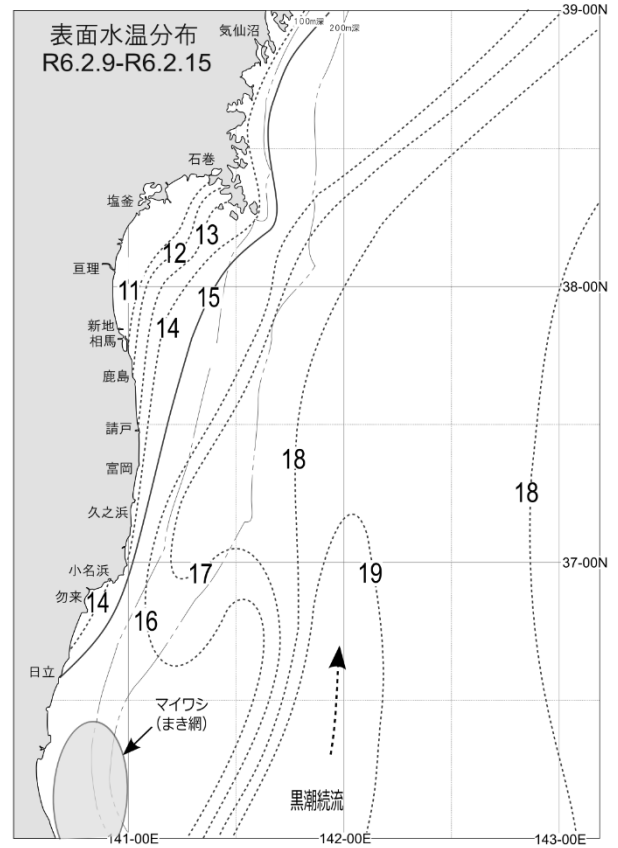 表面水温分布
R6.2.9-R6.2.15
気仙沼
100m深
200m深
39-00N
石巻
塩釜
13
12
亘理
11
15
38-00N
14
新地
相馬
鹿島
請戸
18
富岡
18
久之浜
小名浜
17
19
37-00N
勿来
14
16
日立
マイワシ
(まき網)
黒潮続流
141-00E
142-00E
143-00E